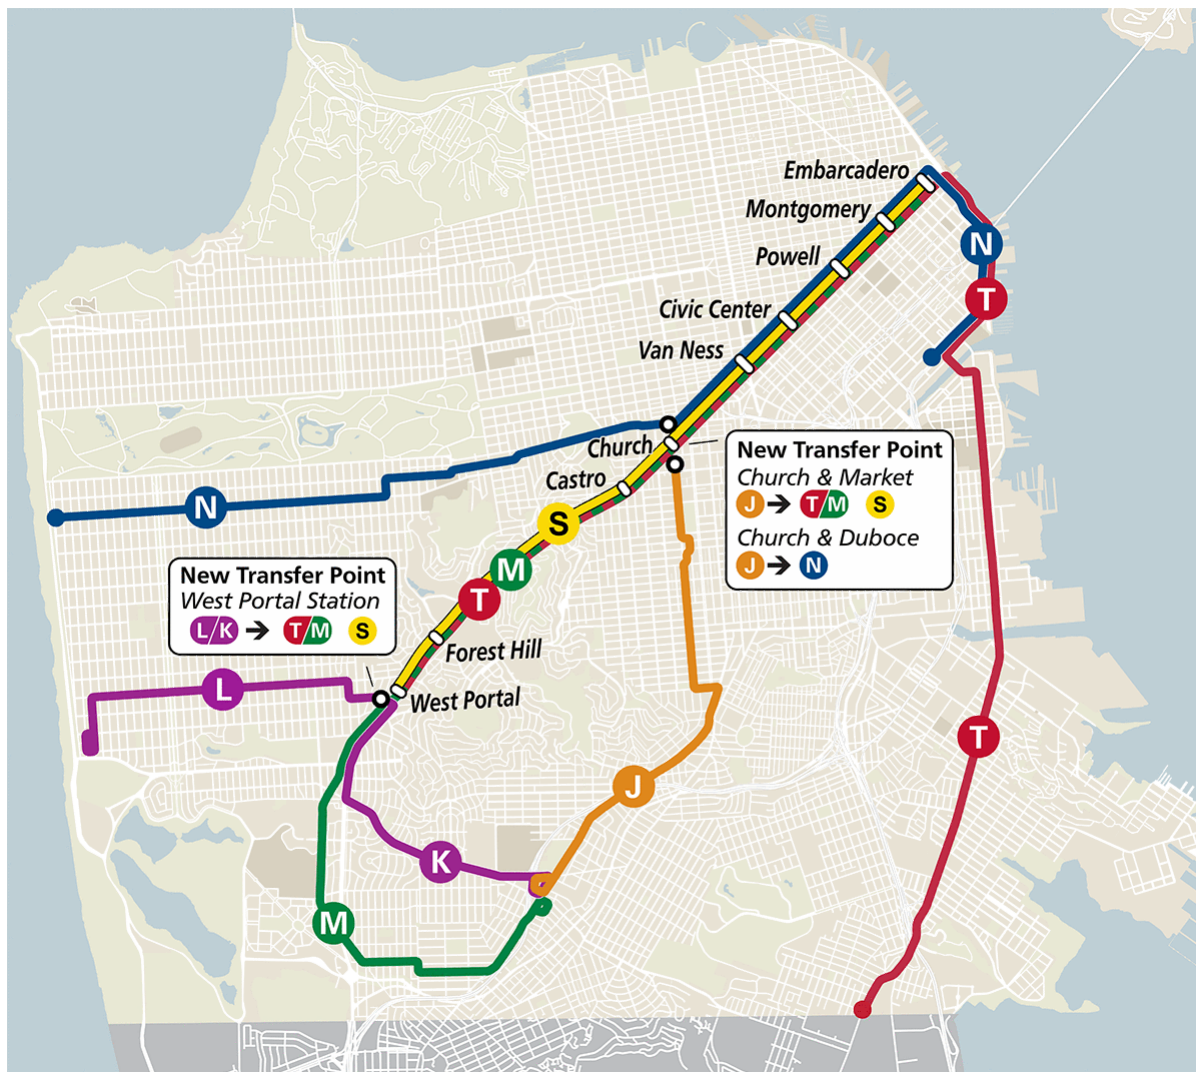 Embarcadero
Montgomery
Powell
Civic Center
Van Ness
Church
Castro
Forest Hill
West Portal
N
T
N
S
M
T
L
K
M
J
T
New Transfer Point
Church & Market
J → T/M S
Church & Duboce
J → N
New Transfer Point
West Portal Station
L/K → T/M S